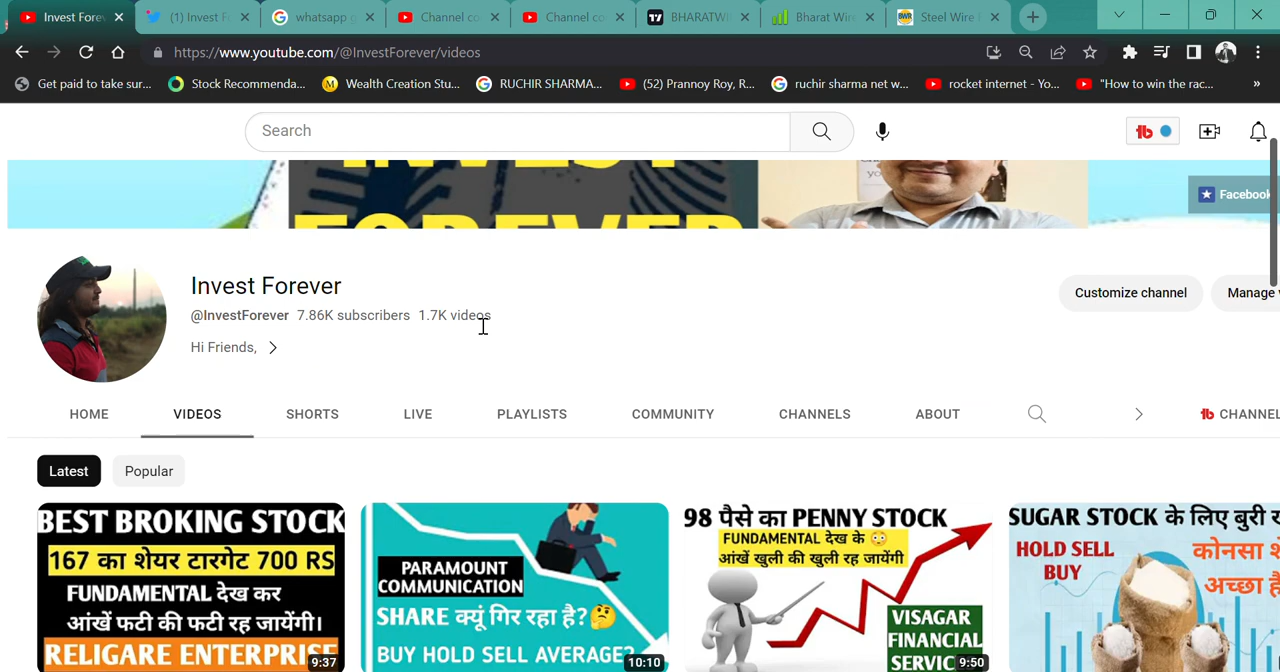 Invest Forev
(1) Invest F
whatsapp g
Channel co
Channel co
BHARATWI
Bharat Wire
Steel Wire
https://www.youtube.com/@InvestForever/videos
Get paid to take sur...
Stock Recommenda...
Wealth Creation Stu...
RUCHIR SHARMA...
(52) Prannoy Roy, R...
ruchir sharma net w...
rocket internet - Yo...
"How to win the rac...
»
Search
INVEST
FOREVER
Facebook
Invest Forever
@InvestForever 7.86K subscribers 1.7K videos
Hi Friends,
Customize channel
Manage
HOME
VIDEOS
SHORTS
LIVE
PLAYLISTS
COMMUNITY
CHANNELS
ABOUT
CHANNEL
Latest
Popular
BEST BROKING STOCK
167 का शेयर टारगेट 700 RS
FUNDAMENTAL देख कर
आंखें फटी की फटी रह जायेंगी।
RELIGARE ENTERPRISE
9:37
PARAMOUNT
COMMUNICATION
SHARE क्यूं गिर रहा है?
BUY HOLD SELL AVERAGE?
10:10
98 पैसे का PENNY STOCK
FUNDAMENTAL देख के
आंखें खुली की खुली रह जायेंगी
VISAGAR
FINANCIAL
SERVIC
9:50
SUGAR STOCK के लिए बुरी
HOLD SELL
BUY
कोनसा
अच्छा